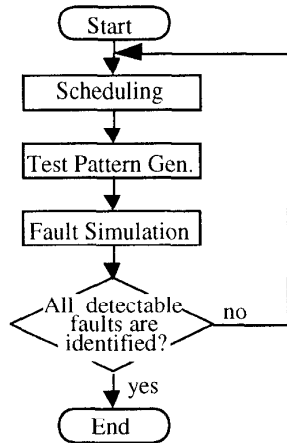 Start
Scheduling
Test Pattern Gen.
Fault Simulation
All detectable
faults are
identified?
no
yes
End